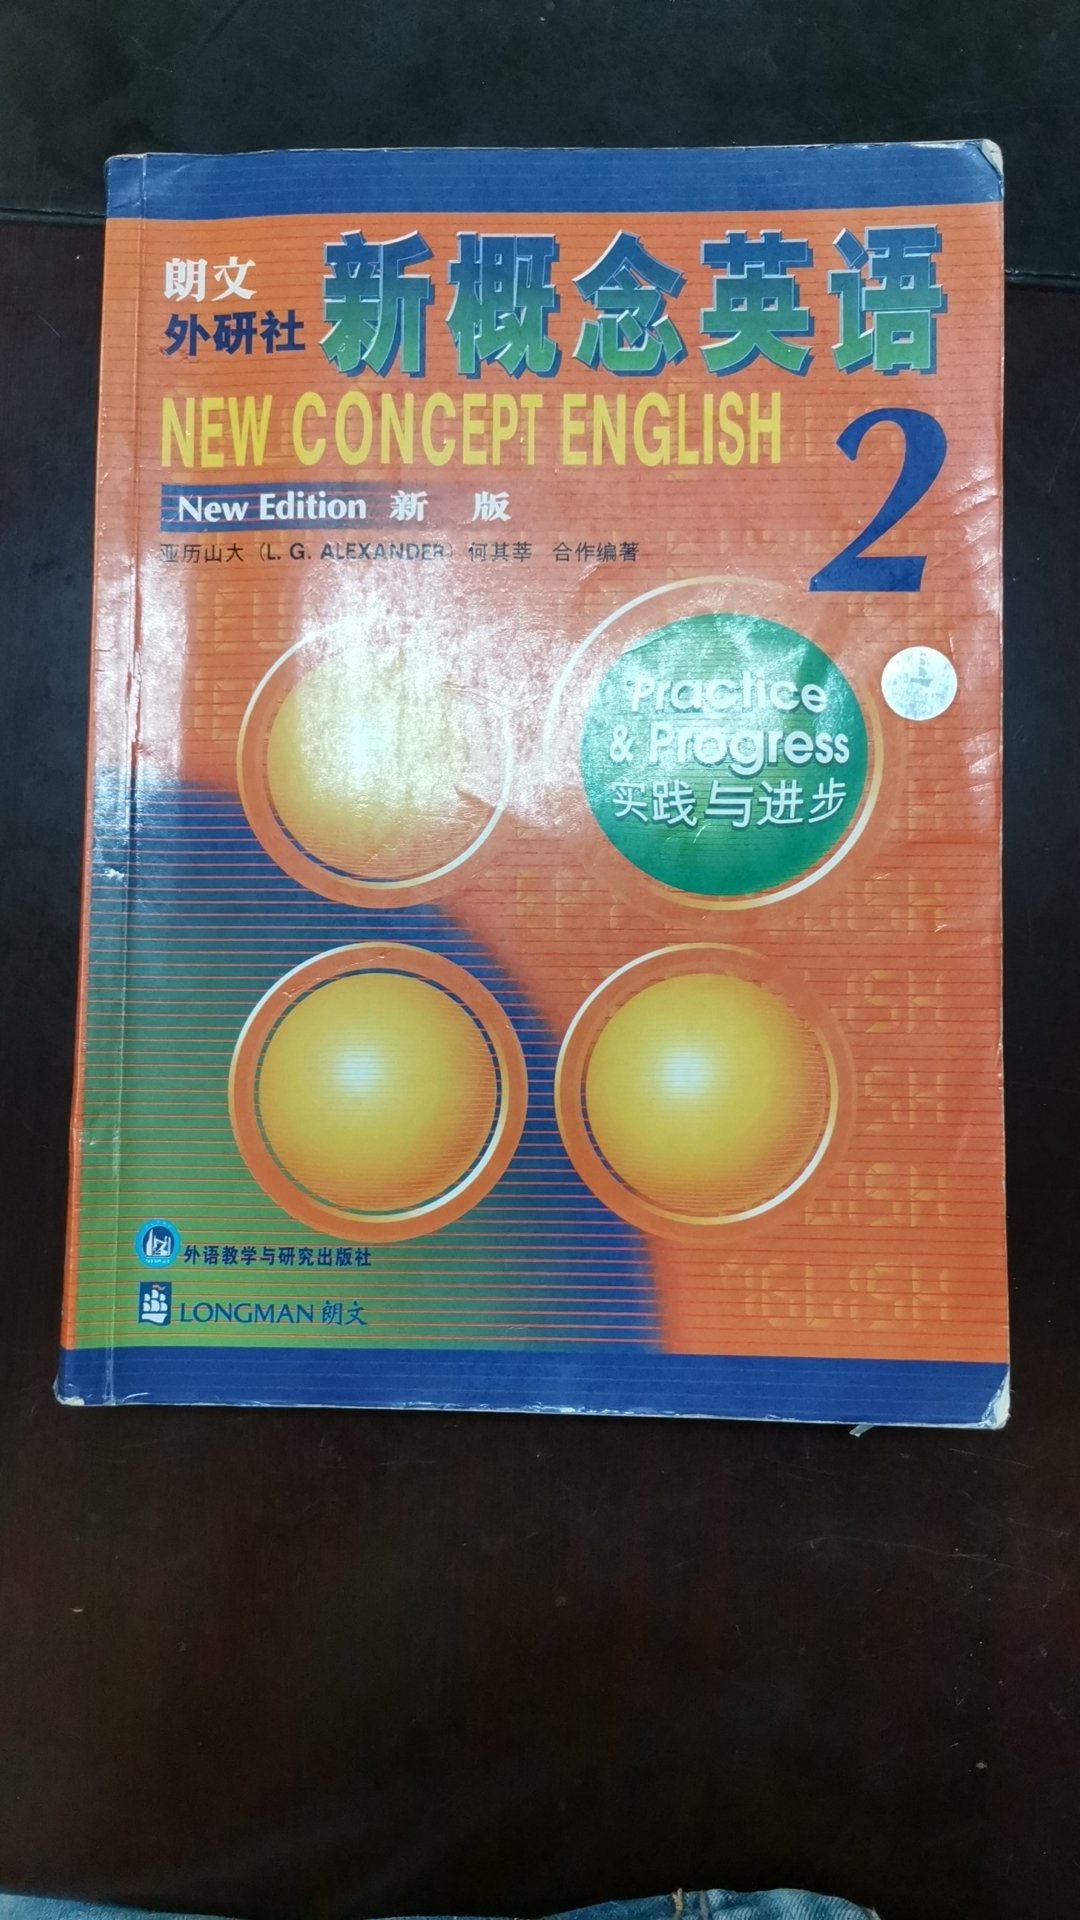 朗文
外研社
新概念英语
NEW CONCEPT ENGLISH
2
New Edition 新 版
亚历山大（L. G. ALEXANDER）何其莘 合作编著
Practice
& Progress
实践与进步
外语教学与研究出版社
LONGMAN 朗文